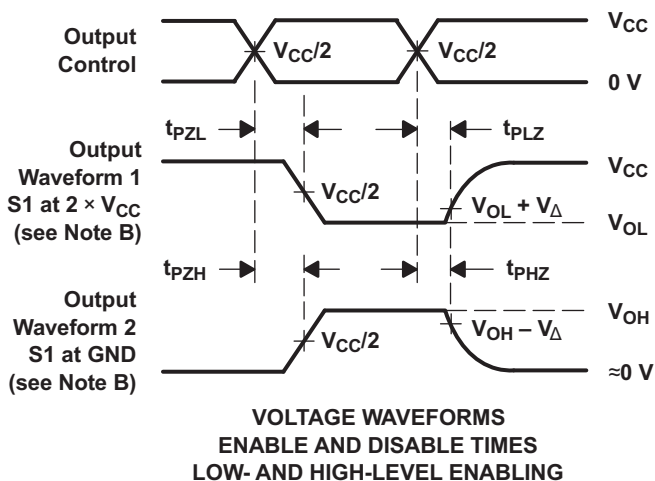 Output
Control
V_CC/2
V_CC/2
V_CC
0 V
t_PZL
t_PLZ
Output
Waveform 1
S1 at 2 × V_CC
(see Note B)
V_CC/2
V_CC
V_OL + V_Δ
V_OL
t_PZH
t_PHZ
Output
Waveform 2
S1 at GND
(see Note B)
V_CC/2
V_OH
V_OH − V_Δ
≈0 V
VOLTAGE WAVEFORMS
ENABLE AND DISABLE TIMES
LOW- AND HIGH-LEVEL ENABLING